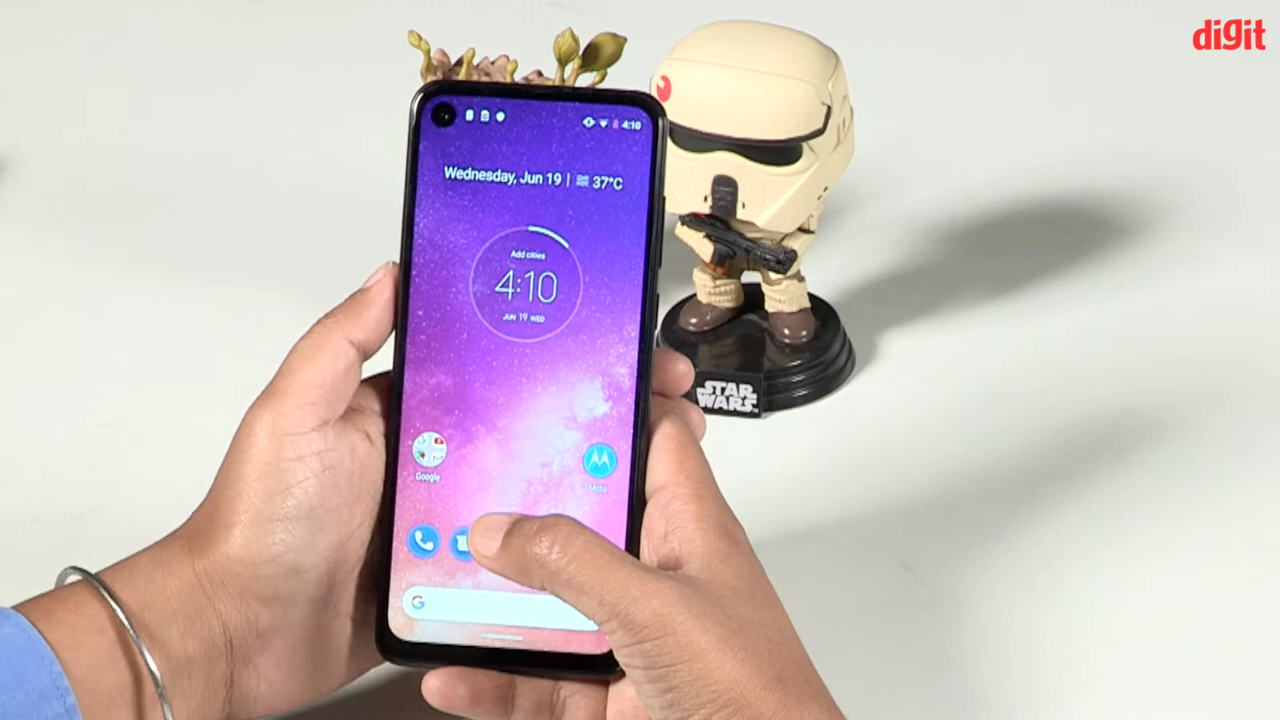 digit
4:10
Wednesday, Jun 19 | 37°C
Add cities
4:10
JUN 19 WED
Google
Moto
G
STAR
WARS